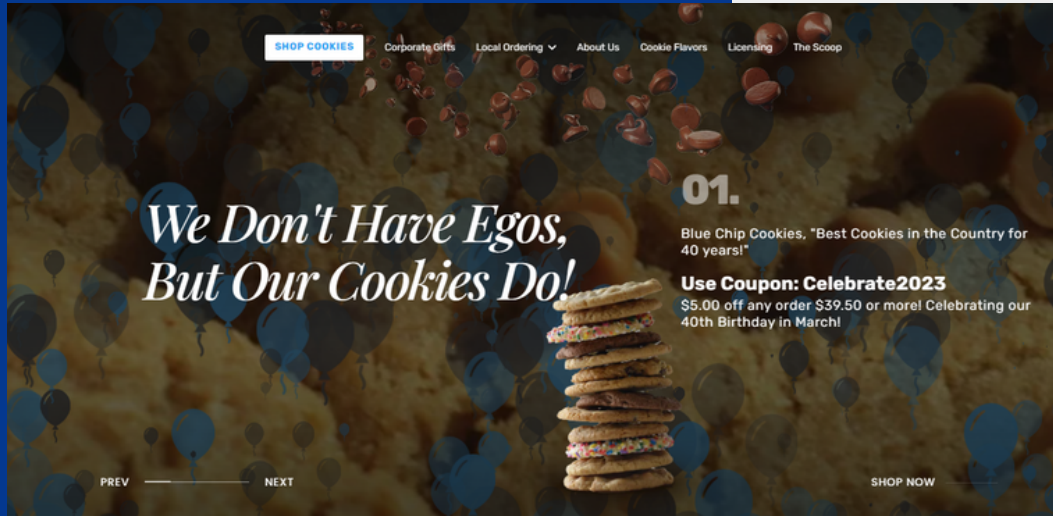 SHOP COOKIES
Corporate Gifts
Local Ordering
About Us
Cookie Flavors
Licensing
The Scoop
We Don't Have Egos,
But Our Cookies Do!
01.
Blue Chip Cookies, "Best Cookies in the Country for
40 years!"
Use Coupon: Celebrate2023
$5.00 off any order $39.50 or more! Celebrating our
40th Birthday in March!
PREV
NEXT
SHOP NOW